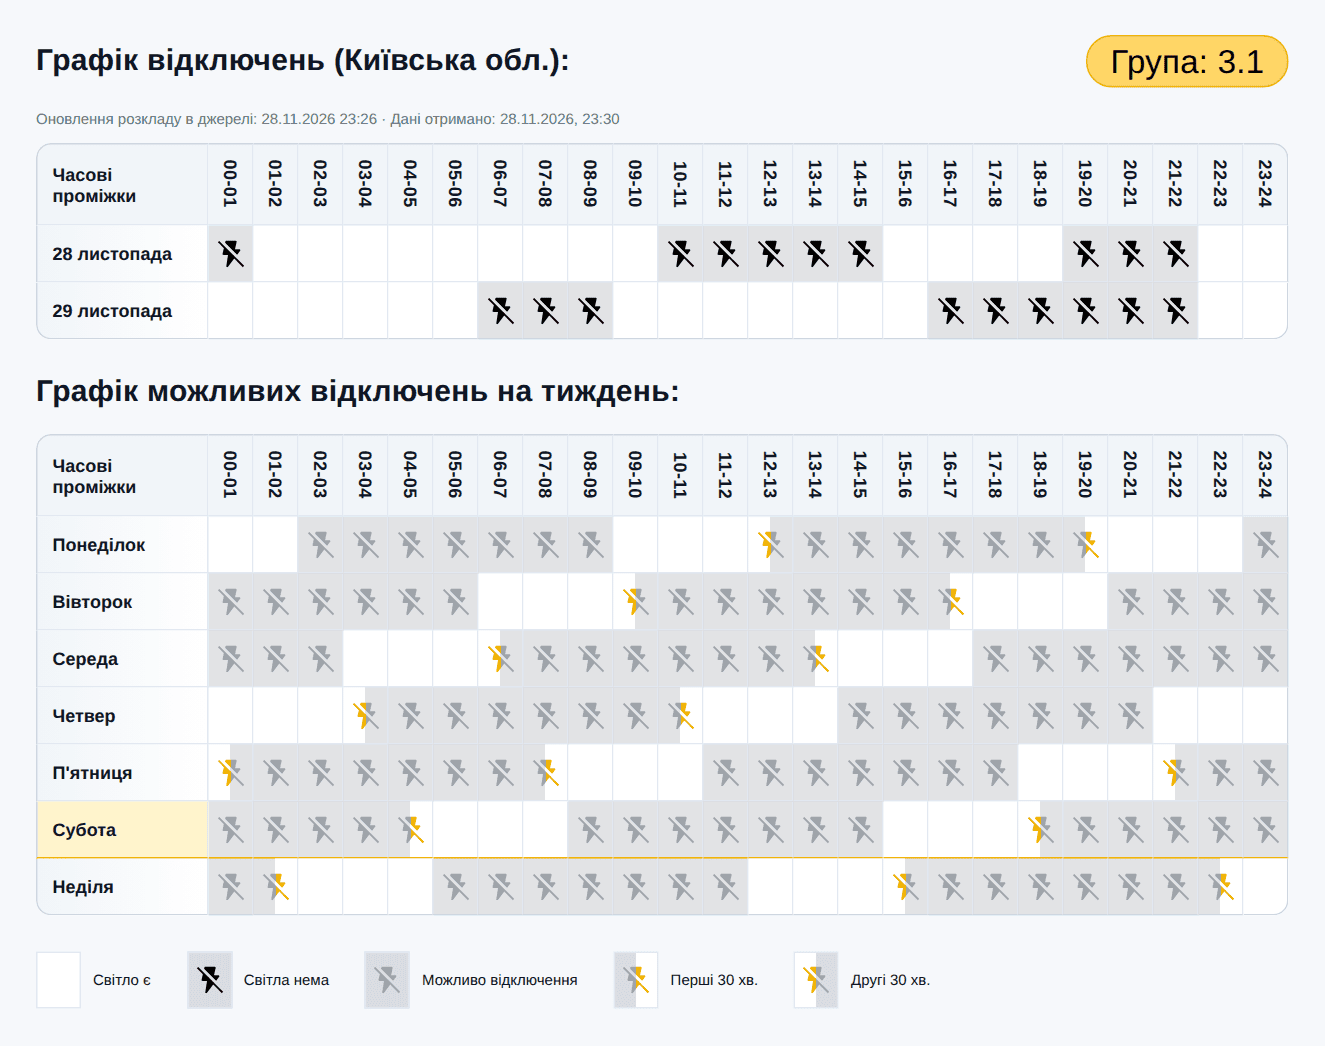 Графік відключень (Київська обл.):
Група: 3.1
Оновлення розкладу в джерелі: 28.11.2026 23:26 · Дані отримано: 28.11.2026, 23:30
Часові проміжки 00-01 01-02 02-03 03-04 04-05 05-06 06-07 07-08 08-09 09-10 10-11 11-12 12-13 13-14 14-15 15-16 16-17 17-18 18-19 19-20 20-21 21-22 22-23 23-24
28 листопада
29 листопада
Графік можливих відключень на тиждень:
Часові проміжки 00-01 01-02 02-03 03-04 04-05 05-06 06-07 07-08 08-09 09-10 10-11 11-12 12-13 13-14 14-15 15-16 16-17 17-18 18-19 19-20 20-21 21-22 22-23 23-24
Понеділок
Вівторок
Середа
Четвер
П'ятниця
Субота
Неділя
Світло є Світла нема Можливо відключення Перші 30 хв. Другі 30 хв.